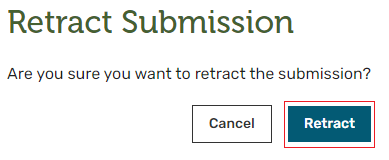 Retract Submission
Are you sure you want to retract the submission?
Cancel Retract